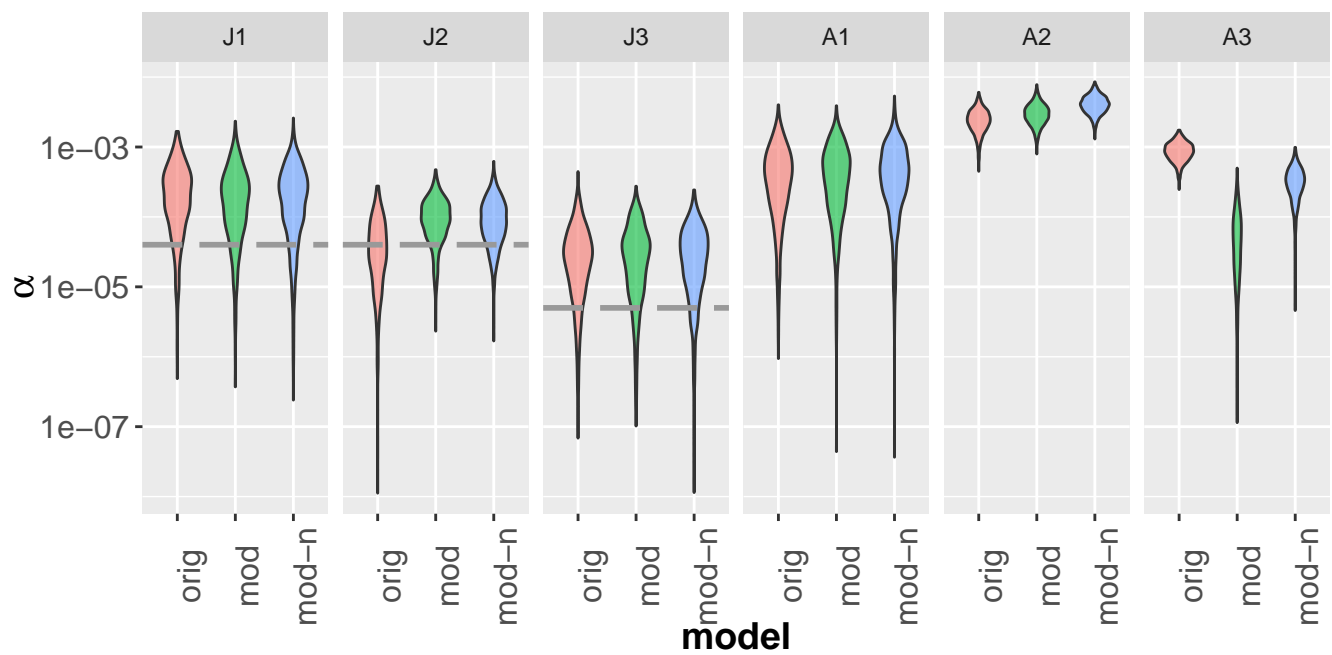 J1 J2 J3 A1 A2 A3
1e−03
1e−05
1e−07
α
orig mod mod−n orig mod mod−n orig mod mod−n orig mod mod−n orig mod mod−n orig mod mod−n
model